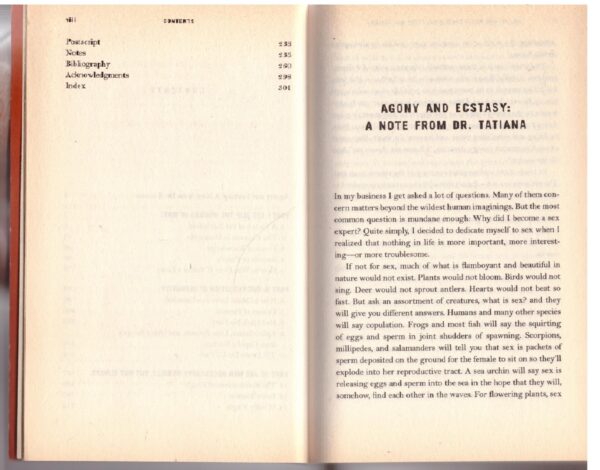 viii CONTENTS
Postscript 233
Notes 235
Bibliography 260
Acknowledgments 298
Index 301
AGONY AND ECSTASY:
A NOTE FROM DR. TATIANA
In my business I get asked a lot of questions. Many of them con-
cern matters beyond the wildest human imaginings. But the most
common question is mundane enough: Why did I become a sex
expert? Quite simply, I decided to dedicate myself to sex when I
realized that nothing in life is more important, more interest-
ing—or more troublesome.
If not for sex, much of what is flamboyant and beautiful in
nature would not exist. Plants would not bloom. Birds would not
sing. Deer would not sprout antlers. Hearts would not beat so
fast. But ask an assortment of creatures, what is sex? and they
will give you different answers. Humans and many other species
will say copulation. Frogs and most fish will say the squirting
of eggs and sperm in joint shudders of spawning. Scorpions,
millipedes, and salamanders will tell you that sex is packets of
sperm deposited on the ground for the female to sit on so they'll
explode into her reproductive tract. A sea urchin will say sex is
releasing eggs and sperm into the sea in the hope that they will,
somehow, find each other in the waves. For flowering plants, sex